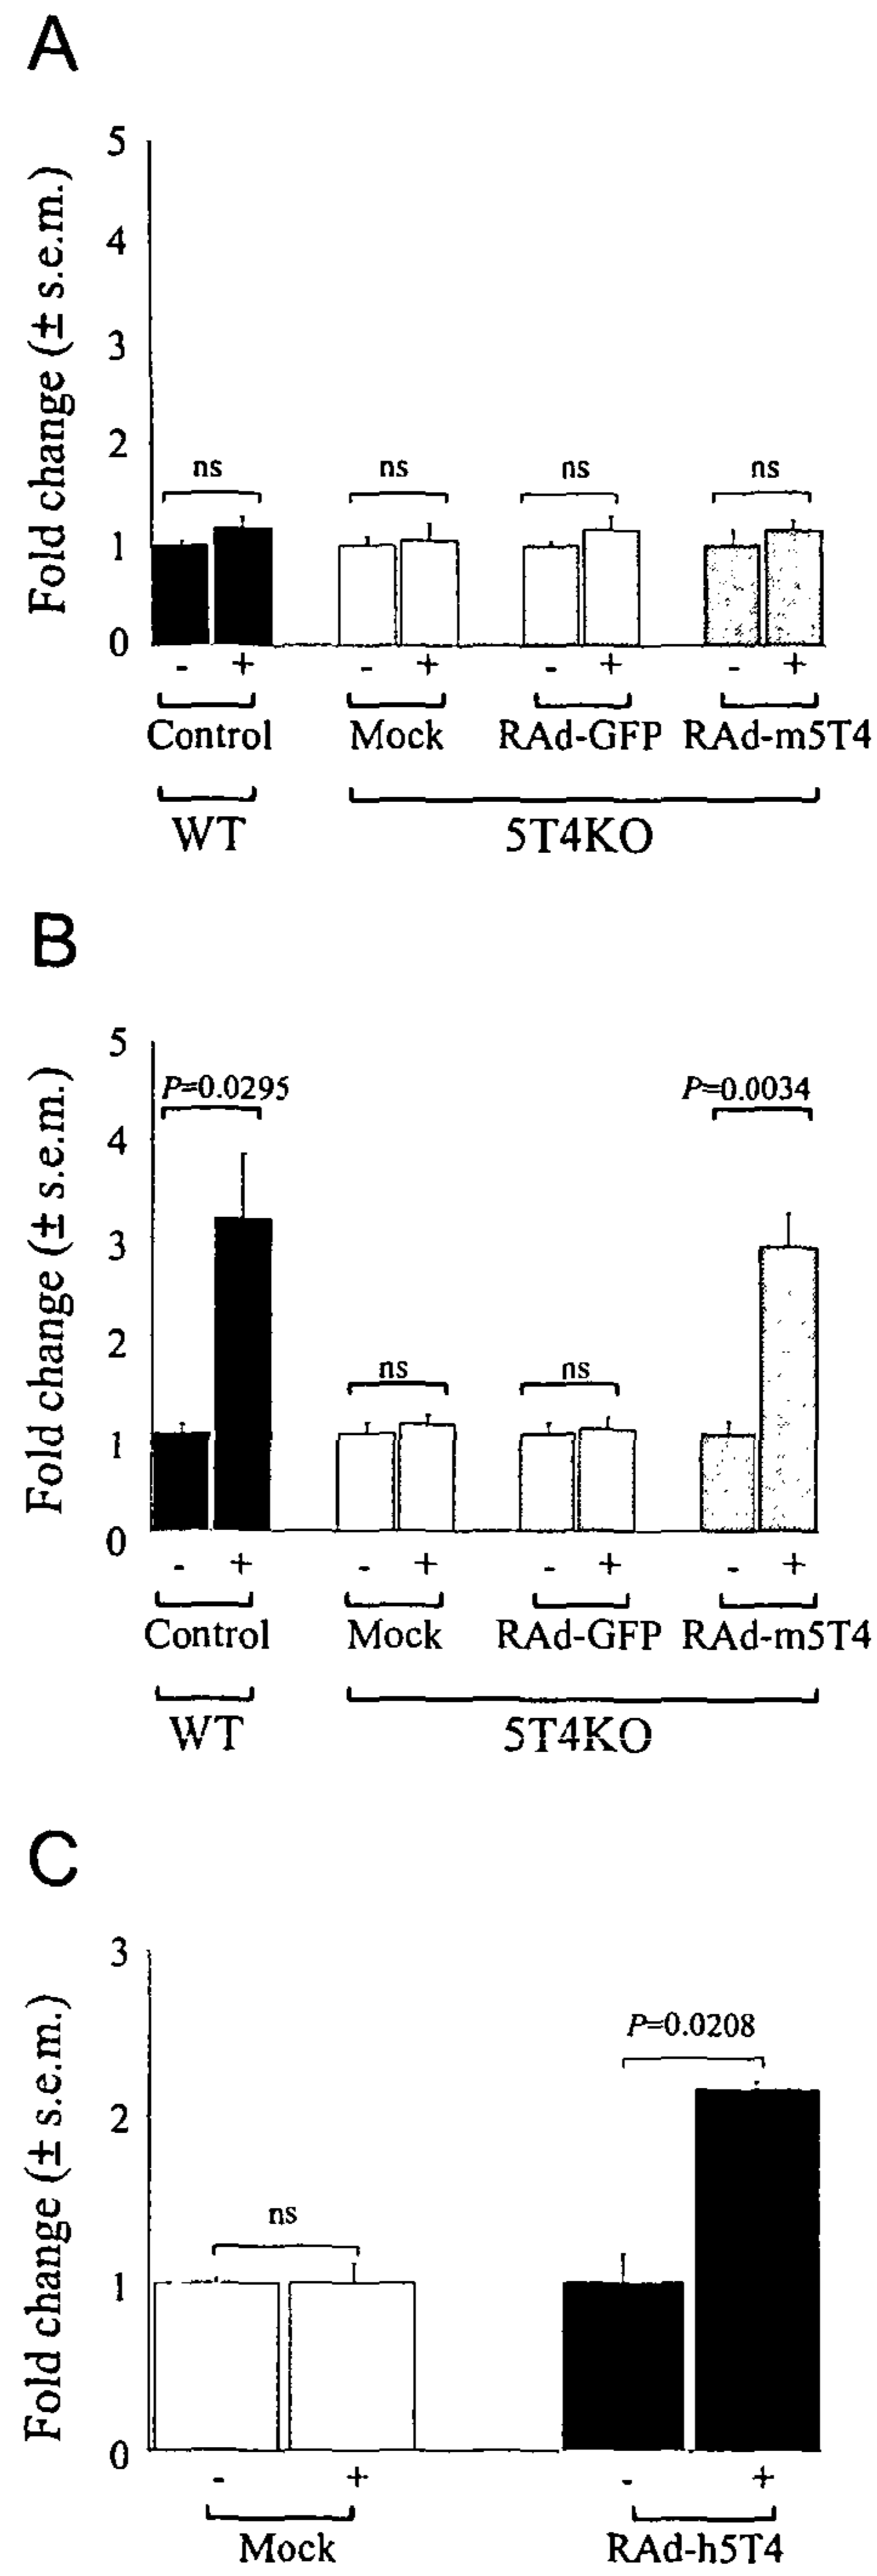 A
Fold change (± s.e.m.)
5
4
3
2
1
0
ns ns ns ns
- + - + - + - +
Control Mock RAd-GFP RAd-m5T4
WT 5T4KO
B
Fold change (± s.e.m.)
5
4
3
2
1
0
P=0.0295 P=0.0034
ns ns
- + - + - + - +
Control Mock RAd-GFP RAd-m5T4
WT 5T4KO
C
Fold change (± s.e.m.)
3
2
1
0
P=0.0208
ns
- + - +
Mock RAd-h5T4